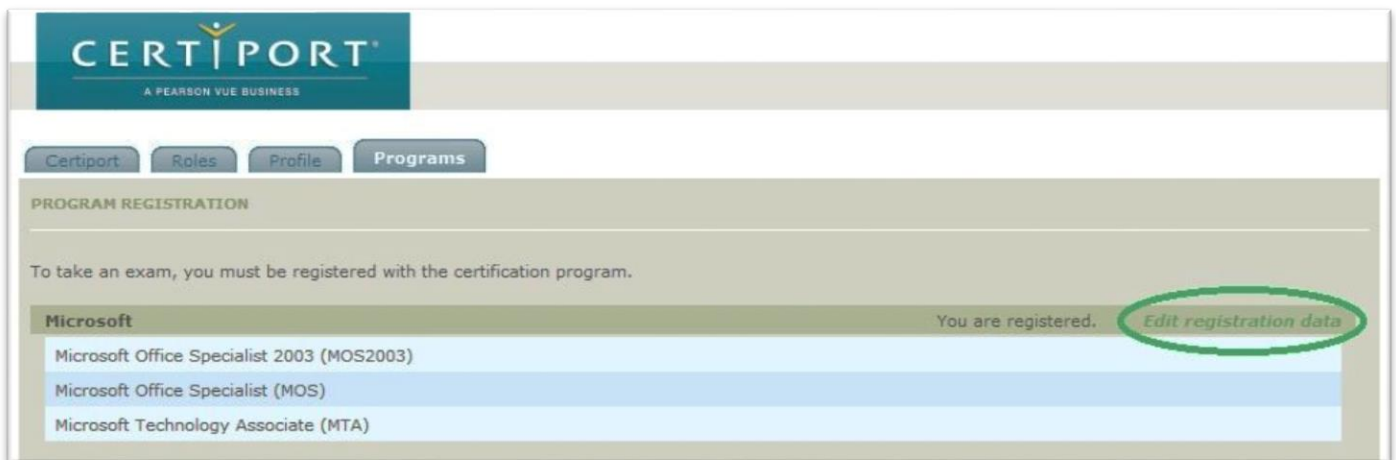 CERTIPORT
A PEARSON VUE BUSINESS
Certiport Roles Profile Programs
PROGRAM REGISTRATION
To take an exam, you must be registered with the certification program.
Microsoft You are registered. Edit registration data
Microsoft Office Specialist 2003 (MOS2003)
Microsoft Office Specialist (MOS)
Microsoft Technology Associate (MTA)